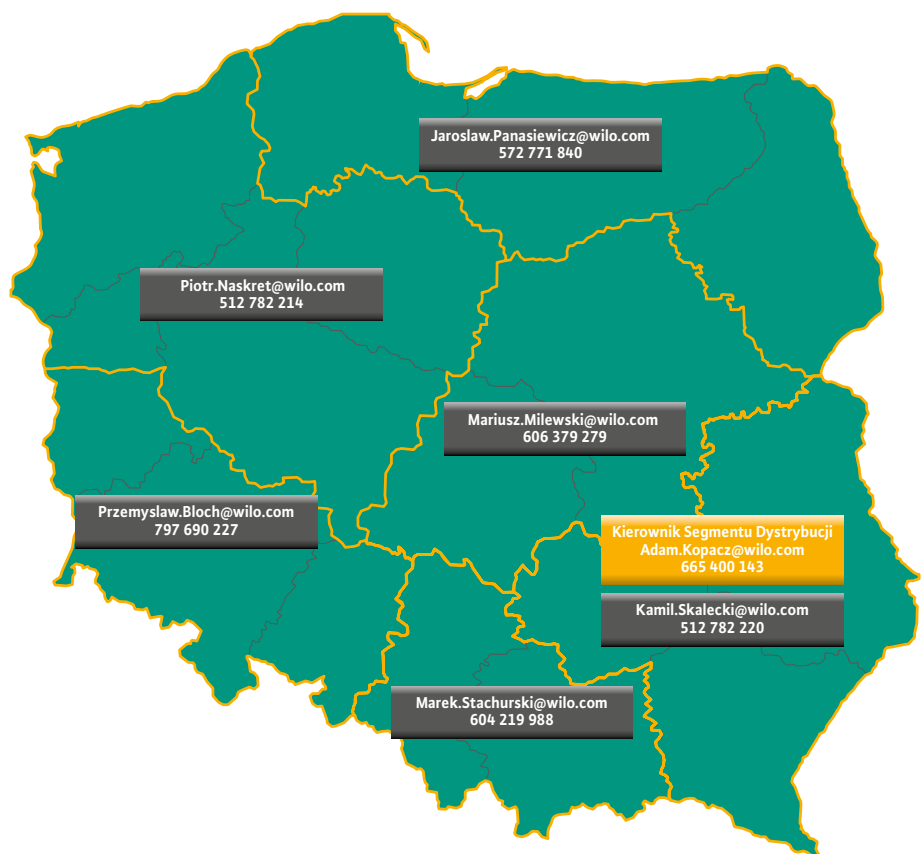 Jaroslaw.Panasiewicz@wilo.com
572 771 840
Piotr.Naskret@wilo.com
512 782 214
Mariusz.Milewski@wilo.com
606 379 279
Przemyslaw.Bloch@wilo.com
797 690 227
Kierownik Segmentu Dystrybucji
Adam.Kopacz@wilo.com
665 400 143
Kamil.Skalecki@wilo.com
512 782 220
Marek.Stachurski@wilo.com
604 219 988